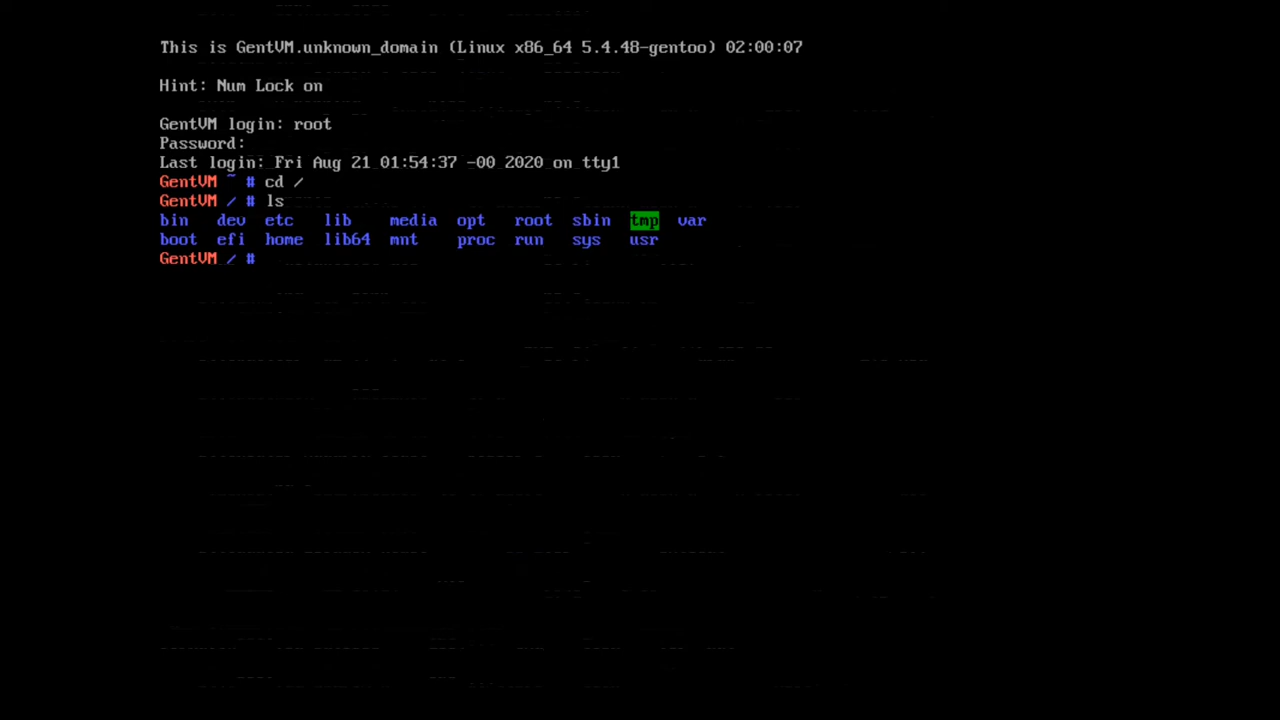 This is GentVM.unknown_domain (Linux x86_64 5.4.48-gentoo) 02:00:07
Hint: Num Lock on
GentVM login: root
Password:
Last login: Fri Aug 21 01:54:37 -00 2020 on tty1
GentVM ~ # cd /
GentVM / # ls
bin dev etc lib media opt root sbin tmp var
boot efi home lib64 mnt proc run sys usr
GentVM / #